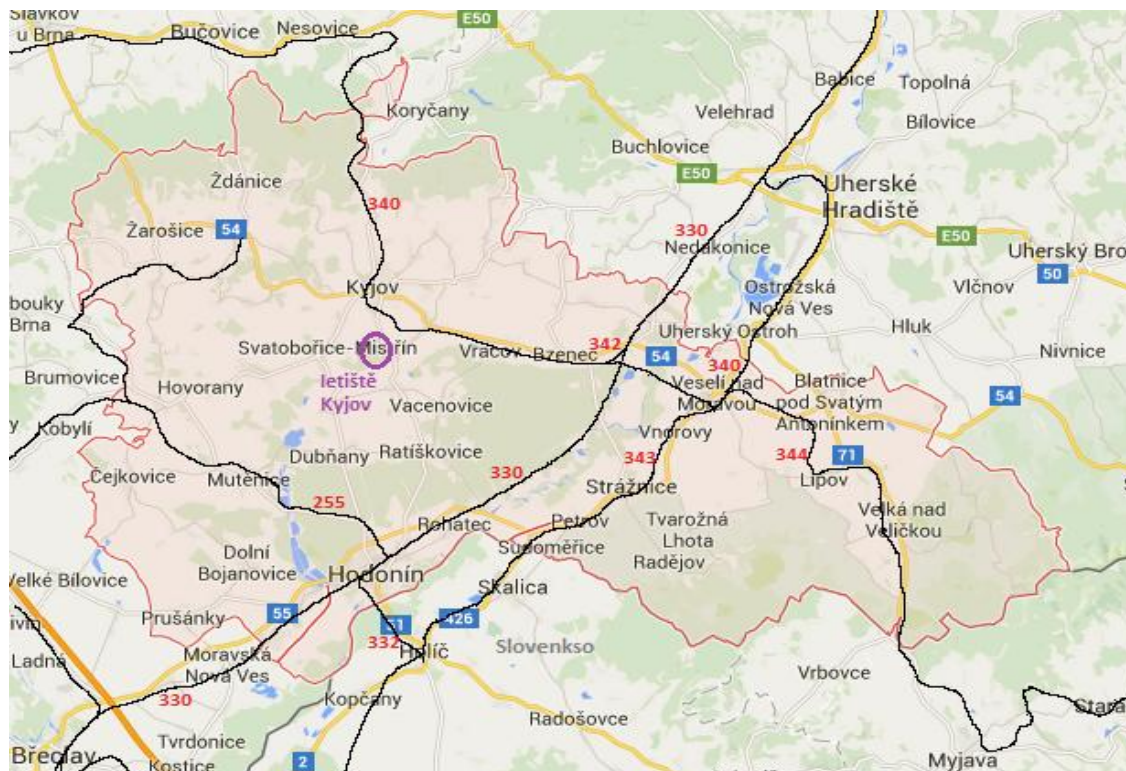 Slavkov
u Brna
Bučovice
Nesovice
E50
Koryčany
Babice
Topolná
Velehrad
Bílovice
Buchlovice
E50
Uherské
Hradiště
Ždánice
340
Žarošice
54
330
Nedakonice
E50
Uherský Bro
50
Kyjov
Ostrožská
Nová Ves
Vlčnov
bouky
Brna
Uherský Ostroh
Hluk
Svatobořice-Mistřín
Vracov
Bzenec
342
54
340
Nivnice
Brumovice
Hovorany
letiště
Kyjov
Vacenovice
Veselí nad
Moravou
Blatnice
pod Svatým
Antonínkem
54
Kobylí
Vnorovy
Dubňany
Ratíškovice
Čejkovice
Mutěnice
330
343
344
71
Lipov
255
Strážnice
Rohatec
Petrov
Tvarožná
Lhota
Velká nad
Veličkou
Sudoměřice
Radějov
Dolní
Bojanovice
Hodonín
Skalica
Velké Bílovice
Prušánky
55
51
426
332
Holíč
Slovenkso
Ladná
Moravská
Nová Ves
330
Kopčany
Vrbovce
Radošovce
Stará
Tvrdonice
Břeclav
Kostice
2
Myjava